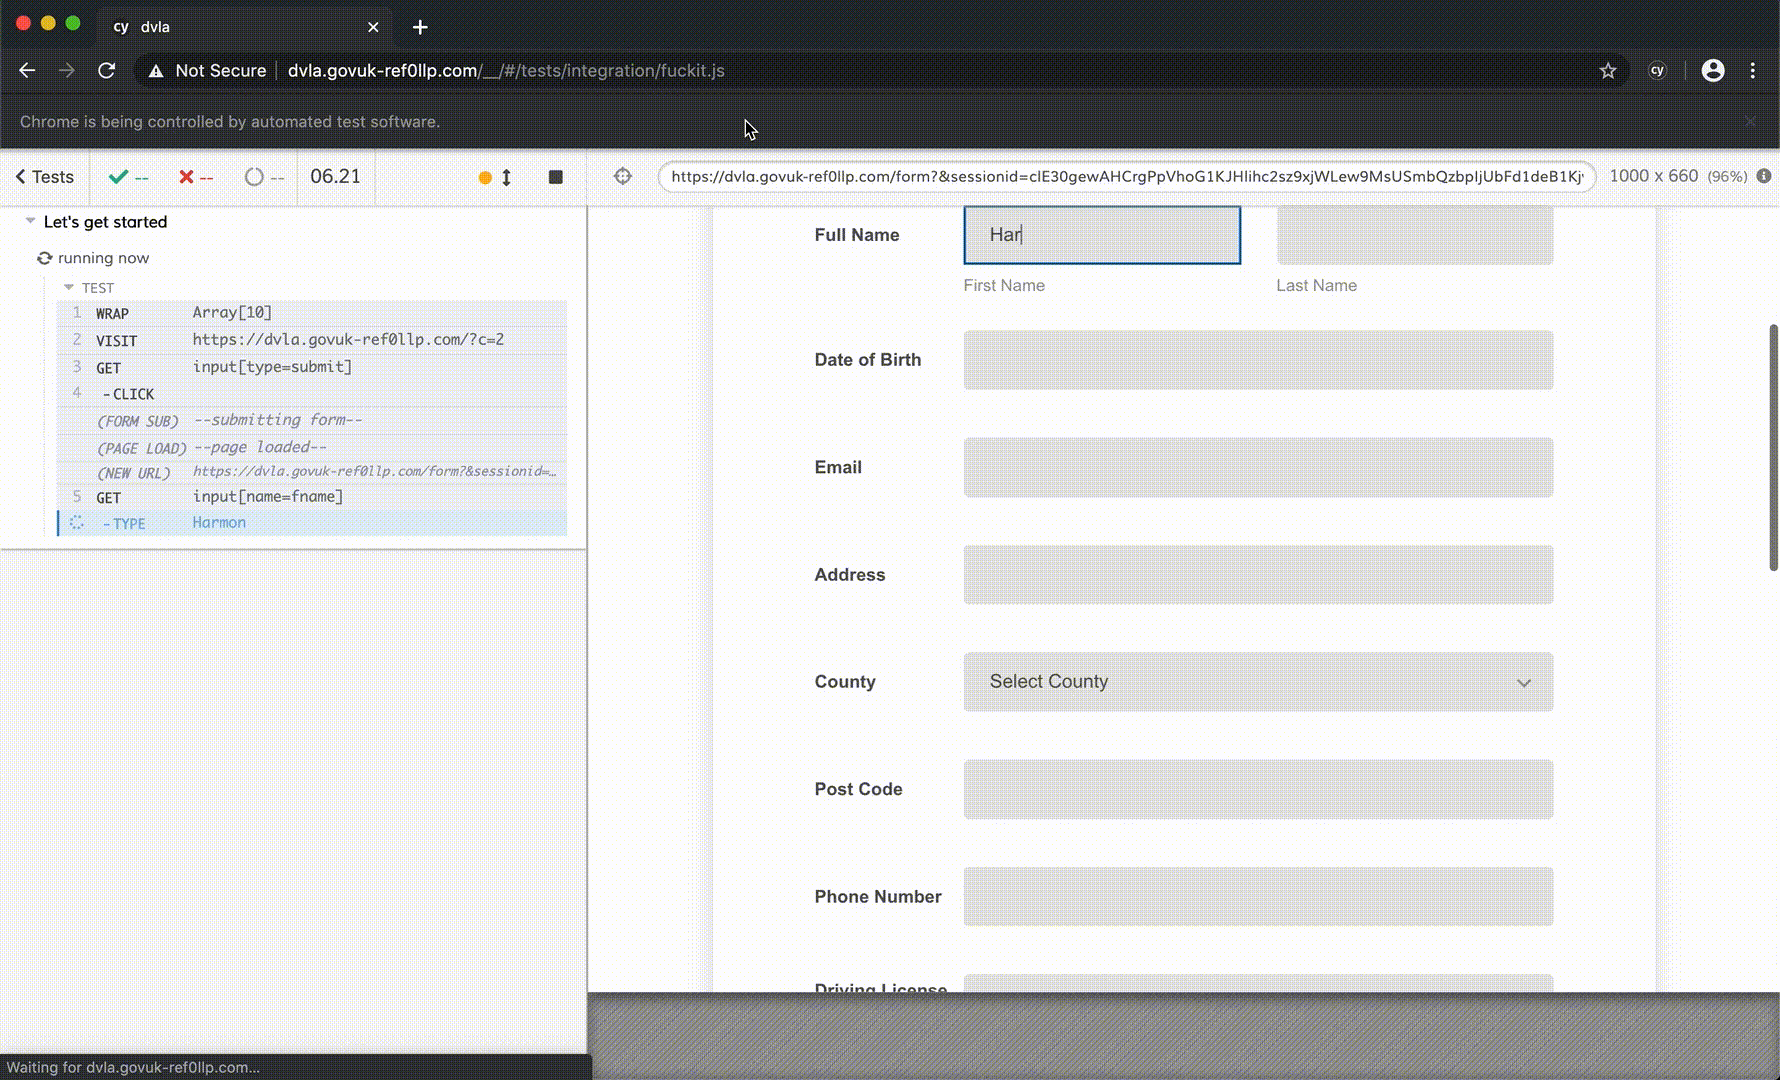 cy dvla
Not Secure dvla.govuk-ref0llp.com/__/#/tests/integration/fuckit.js cy
Chrome is being controlled by automated test software.
Tests -- -- -- 06.21
https://dvla.govuk-ref0llp.com/form?&sessionid= 1000 x 660 (96%)
Let's get started
running now
TEST
1 WRAP Array[10]
2 VISIT https://dvla.govuk-ref0llp.com/?c=2
3 GET input[type=submit]
4 -CLICK
(FORM SUB) --submitting form--
(PAGE LOAD) --page loaded--
(NEW URL) https://dvla.govuk-ref0llp.com/form?&sessionid=…
5 GET input[name=fname]
-TYPE Harmon
Full Name Har
First Name Last Name
Date of Birth
Email
Address
County Select County
Post Code
Phone Number
Driving License
Waiting for dvla.govuk-ref0llp.com...